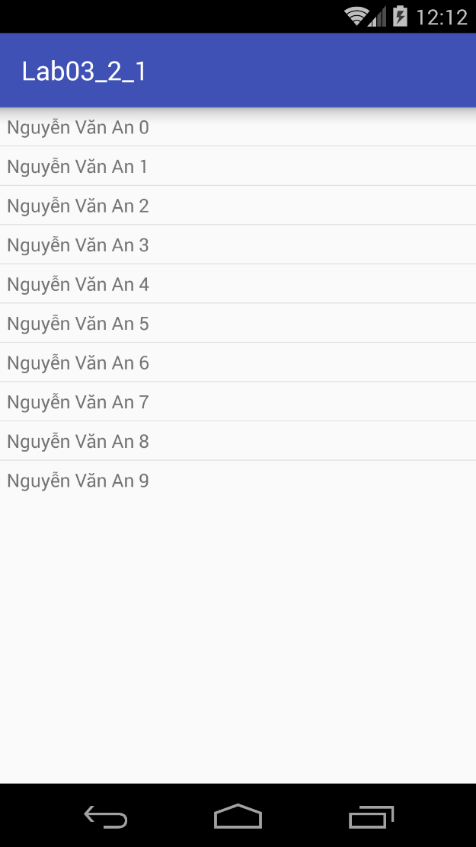 12:12
Lab03_2_1
Nguyễn Văn An 0
Nguyễn Văn An 1
Nguyễn Văn An 2
Nguyễn Văn An 3
Nguyễn Văn An 4
Nguyễn Văn An 5
Nguyễn Văn An 6
Nguyễn Văn An 7
Nguyễn Văn An 8
Nguyễn Văn An 9